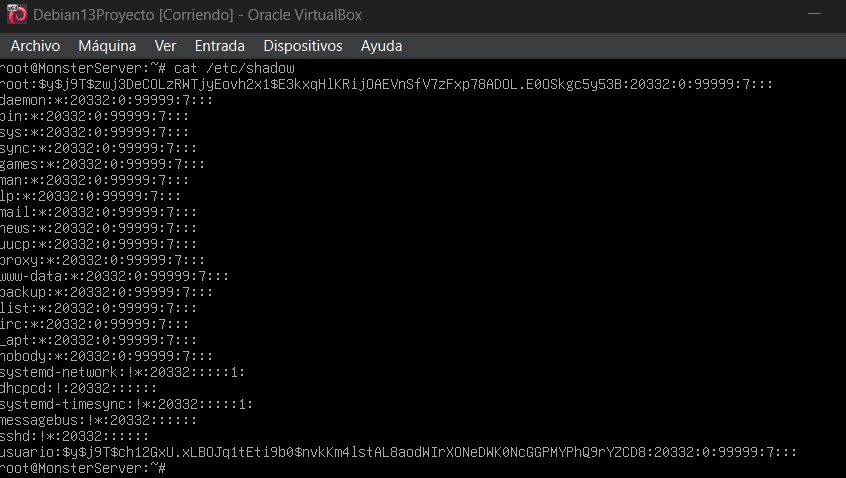 Debian13Proyecto [Corriendo] - Oracle VirtualBox
Archivo Máquina Ver Entrada Dispositivos Ayuda
root@MonsterServer:~# cat /etc/shadow
root:$y$j9T$zwj3DeCOLzRWTjyEovh2x1$E3kxqHlKRijOAEVnSfV7zFxp78ADOL.E0OSkgc5y53B:20332:0:99999:7:::
daemon:*:20332:0:99999:7:::
bin:*:20332:0:99999:7:::
sys:*:20332:0:99999:7:::
sync:*:20332:0:99999:7:::
games:*:20332:0:99999:7:::
man:*:20332:0:99999:7:::
lp:*:20332:0:99999:7:::
mail:*:20332:0:99999:7:::
news:*:20332:0:99999:7:::
uucp:*:20332:0:99999:7:::
proxy:*:20332:0:99999:7:::
www-data:*:20332:0:99999:7:::
backup:*:20332:0:99999:7:::
list:*:20332:0:99999:7:::
irc:*:20332:0:99999:7:::
_apt:*:20332:0:99999:7:::
nobody:*:20332:0:99999:7:::
systemd-network:!*:20332:::::1:
dhcpcd:!:20332::::::
systemd-timesync:!*:20332:::::1:
messagebus:!*:20332::::::
sshd:!*:20332::::::
usuario:$y$j9T$ch12GxU.xLBOJq1tEti9b0$nvkKm4lstAL8aodWIrXONeDWK0NcGGPMYPhQ9rYZCD8:20332:0:99999:7:::
root@MonsterServer:~#